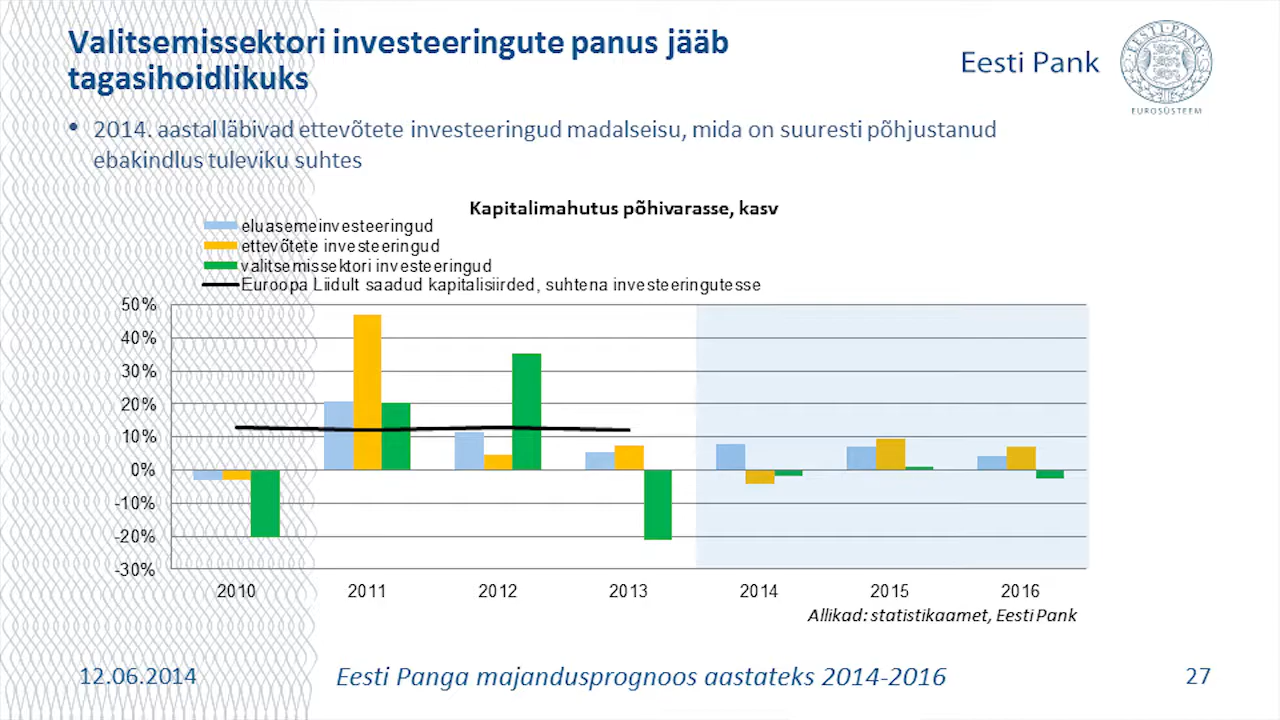 Valitsemissektori investeeringute panus jääb
tagasihoidlikuks
Eesti Pank
EESTI·PANK
EUROSÜSTEEM
• 2014. aastal läbivad ettevõtete investeeringud madalseisu, mida on suuresti põhjustanud
ebakindlus tuleviku suhtes
Kapitalimahutus põhivarasse, kasv
eluasemeinvesteeringud
ettevõtete investeeringud
valitsemissektori investeeringud
Euroopa Liidult saadud kapitalisiirded, suhtena investeeringutesse
50%
40%
30%
20%
10%
0%
-10%
-20%
-30%
2010 2011 2012 2013 2014 2015 2016
Allikad: statistikaamet, Eesti Pank
12.06.2014 Eesti Panga majandusprognoos aastateks 2014-2016 27